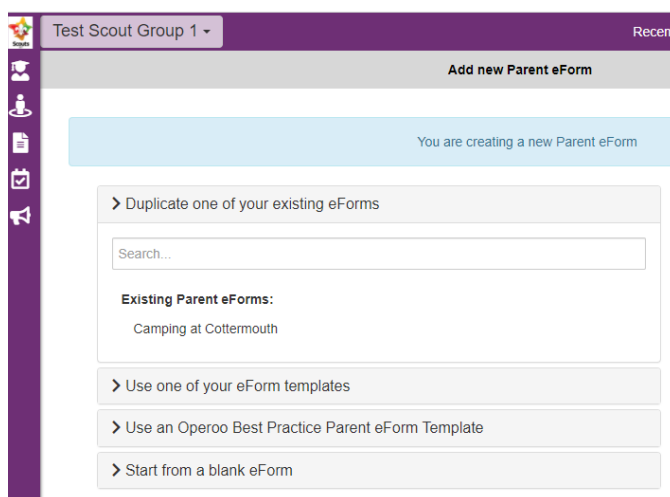 Scouts
Test Scout Group 1
Recen
Add new Parent eForm
You are creating a new Parent eForm
Duplicate one of your existing eForms
Search...
Existing Parent eForms:
Camping at Cottermouth
Use one of your eForm templates
Use an Operoo Best Practice Parent eForm Template
Start from a blank eForm